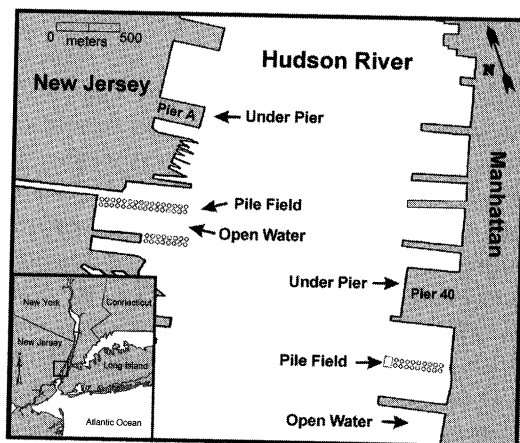 0 500
meters
Hudson River
N
New Jersey
Pier A
Under Pier
Manhattan
Pile Field
Open Water
Under Pier
Pier 40
New York
Connecticut
New Jersey
Long Island
Atlantic Ocean
Pile Field
Open Water